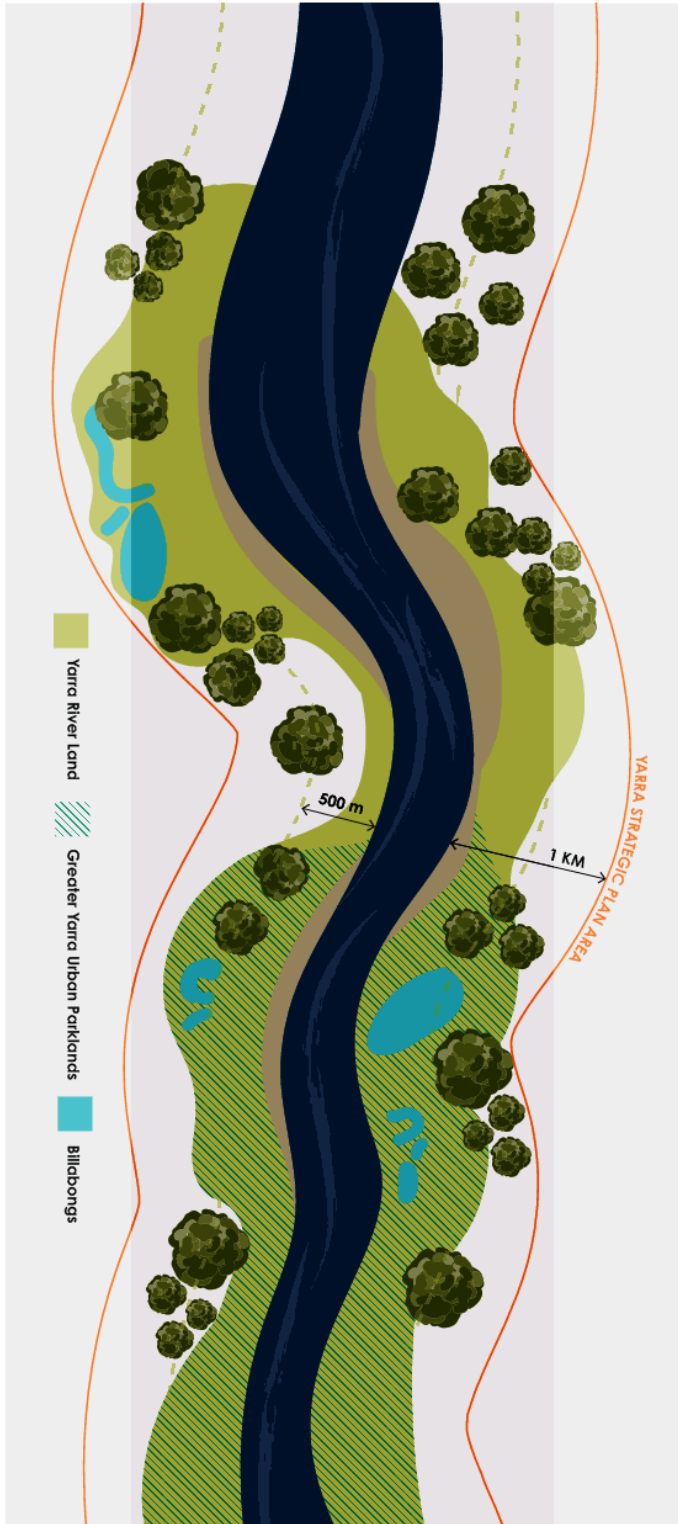 500 m
1 KM
YARRA STRATEGIC PLAN AREA
Yarra River Land
Greater Yarra Urban Parklands
Billabongs